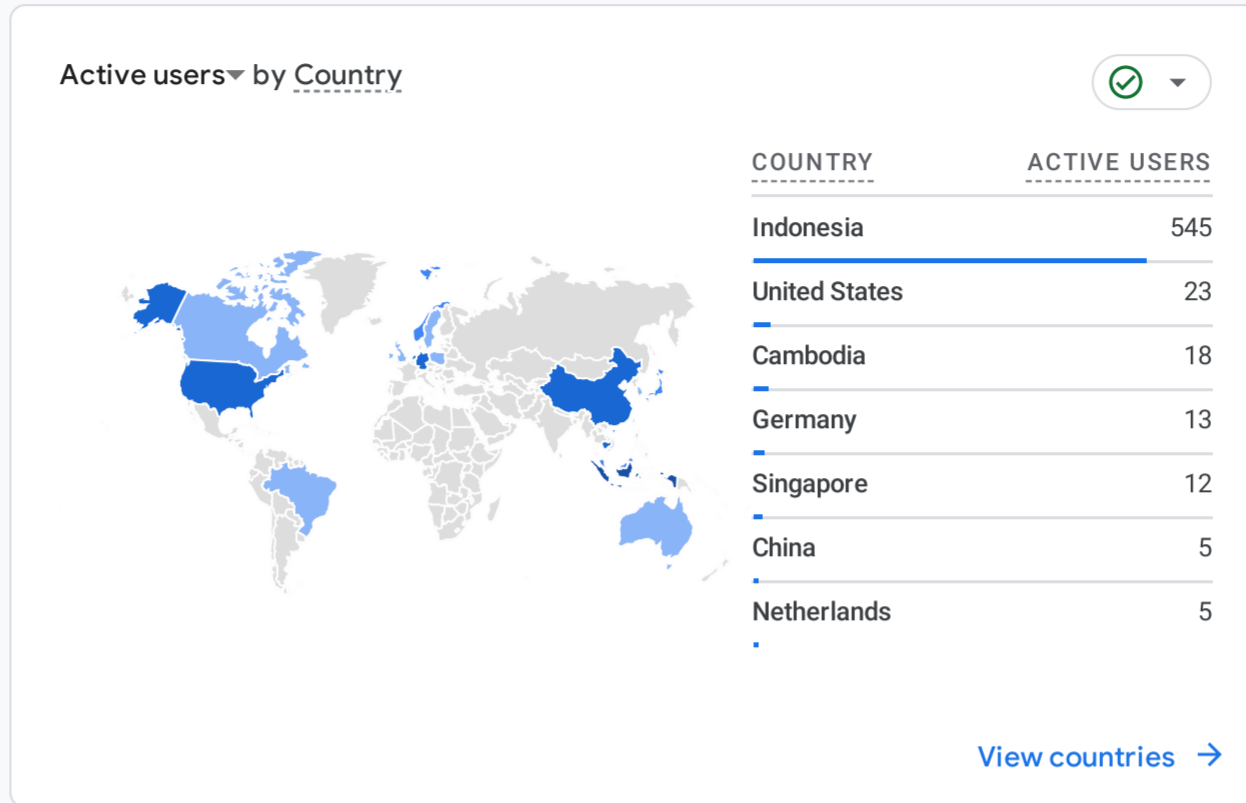 Active users by Country
COUNTRY ACTIVE USERS
Indonesia 545
United States 23
Cambodia 18
Germany 13
Singapore 12
China 5
Netherlands 5
View countries